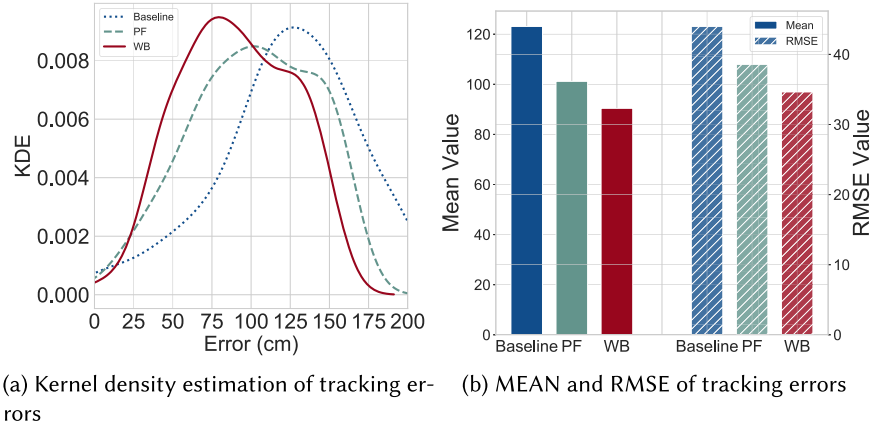 Baseline
PF
WB
0.008
0.006
0.004
0.002
0.000
KDE
0 25 50 75 100 125 150 175 200
Error (cm)
(a) Kernel density estimation of tracking er-
rors
Mean
RMSE
120
100
80
60
40
20
0
Mean Value
40
30
20
10
0
RMSE Value
Baseline PF WB Baseline PF WB
(b) MEAN and RMSE of tracking errors